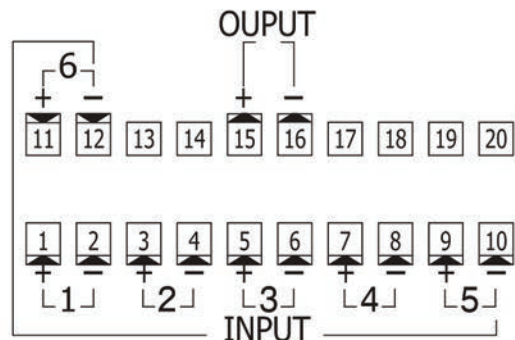 OUPUT
6
+ − + −
11 12 13 14 15 16 17 18 19 20
1 2 3 4 5 6 7 8 9 10
+ − + − + − + − + −
1 2 3 4 5
INPUT